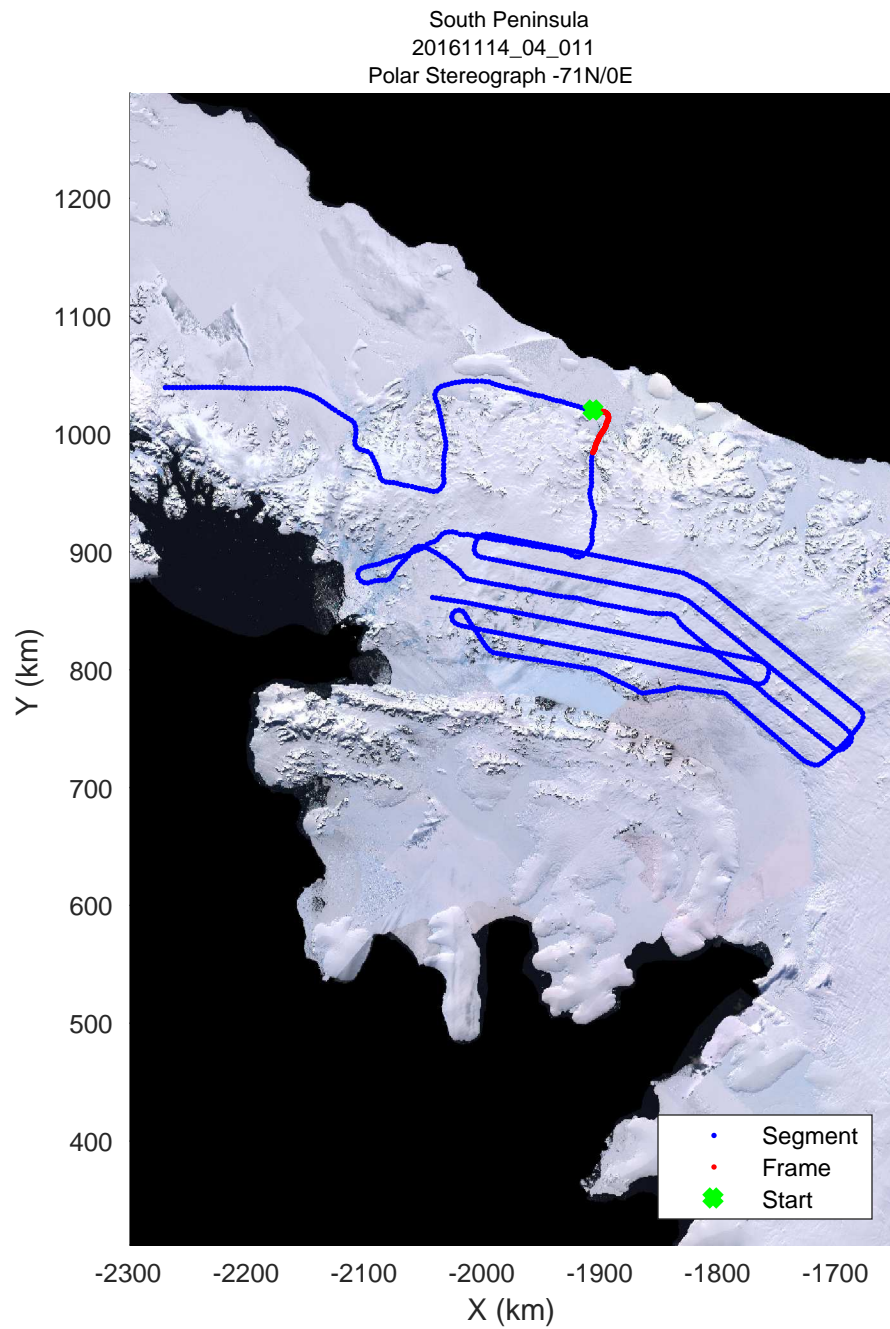 South Peninsula
20161114_04_011
Polar Stereograph -71N/0E
1200
1100
1000
900
800
700
600
500
400
Y (km)
-2300 -2200 -2100 -2000 -1900 -1800 -1700
X (km)
Segment
Frame
Start